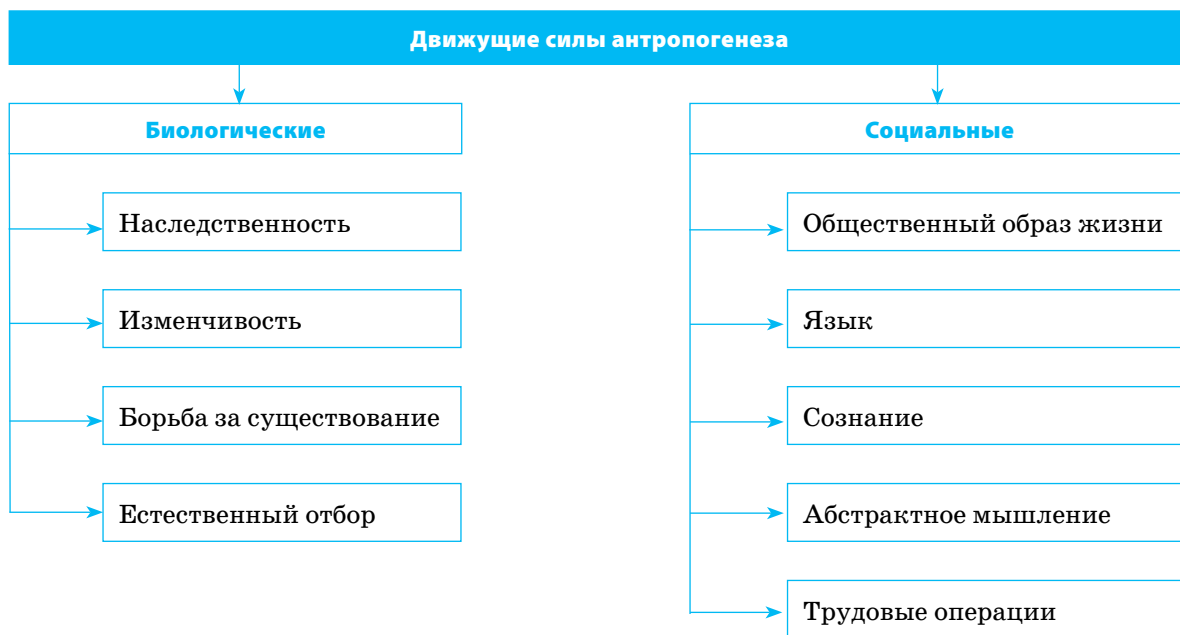 Движущие силы антропогенеза
Биологические
Наследственность
Изменчивость
Борьба за существование
Естественный отбор
Социальные
Общественный образ жизни
Язык
Сознание
Абстрактное мышление
Трудовые операции